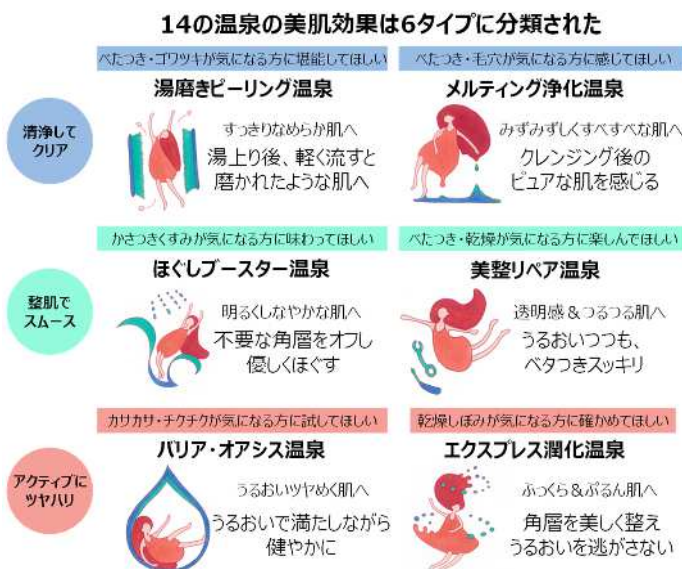 14の温泉の美肌効果は6タイプに分類された
清浄して
クリア
べたつき・ゴワツキが気になる方に堪能してほしい
湯磨きピーリング温泉
すっきりなめらか肌へ
湯上り後、軽く流すと
磨かれたような肌へ
べたつき・毛穴が気になる方に感じてほしい
メルティング浄化温泉
みずみずしくすべすべな肌へ
クレンジング後の
ピュアな肌を感じる
整肌で
スムース
かさつきくすみが気になる方に味わってほしい
ほぐしブースター温泉
明るくしなやかな肌へ
不要な角層をオフし
優しくほぐす
べたつき・乾燥が気になる方に楽しんでほしい
美整リペア温泉
透明感&つるつる肌へ
うるおいつつも、
ベタつきスッキリ
アクティブに
ツヤハリ
カサカサ・チクチクが気になる方に試してほしい
バリア・オアシス温泉
うるおいツヤめく肌へ
うるおいで満たしながら
健やかに
乾燥しぼみが気になる方に確かめてほしい
エクスプレス潤化温泉
ふっくら&ぷるん肌へ
角層を美しく整え
うるおいを逃がさない